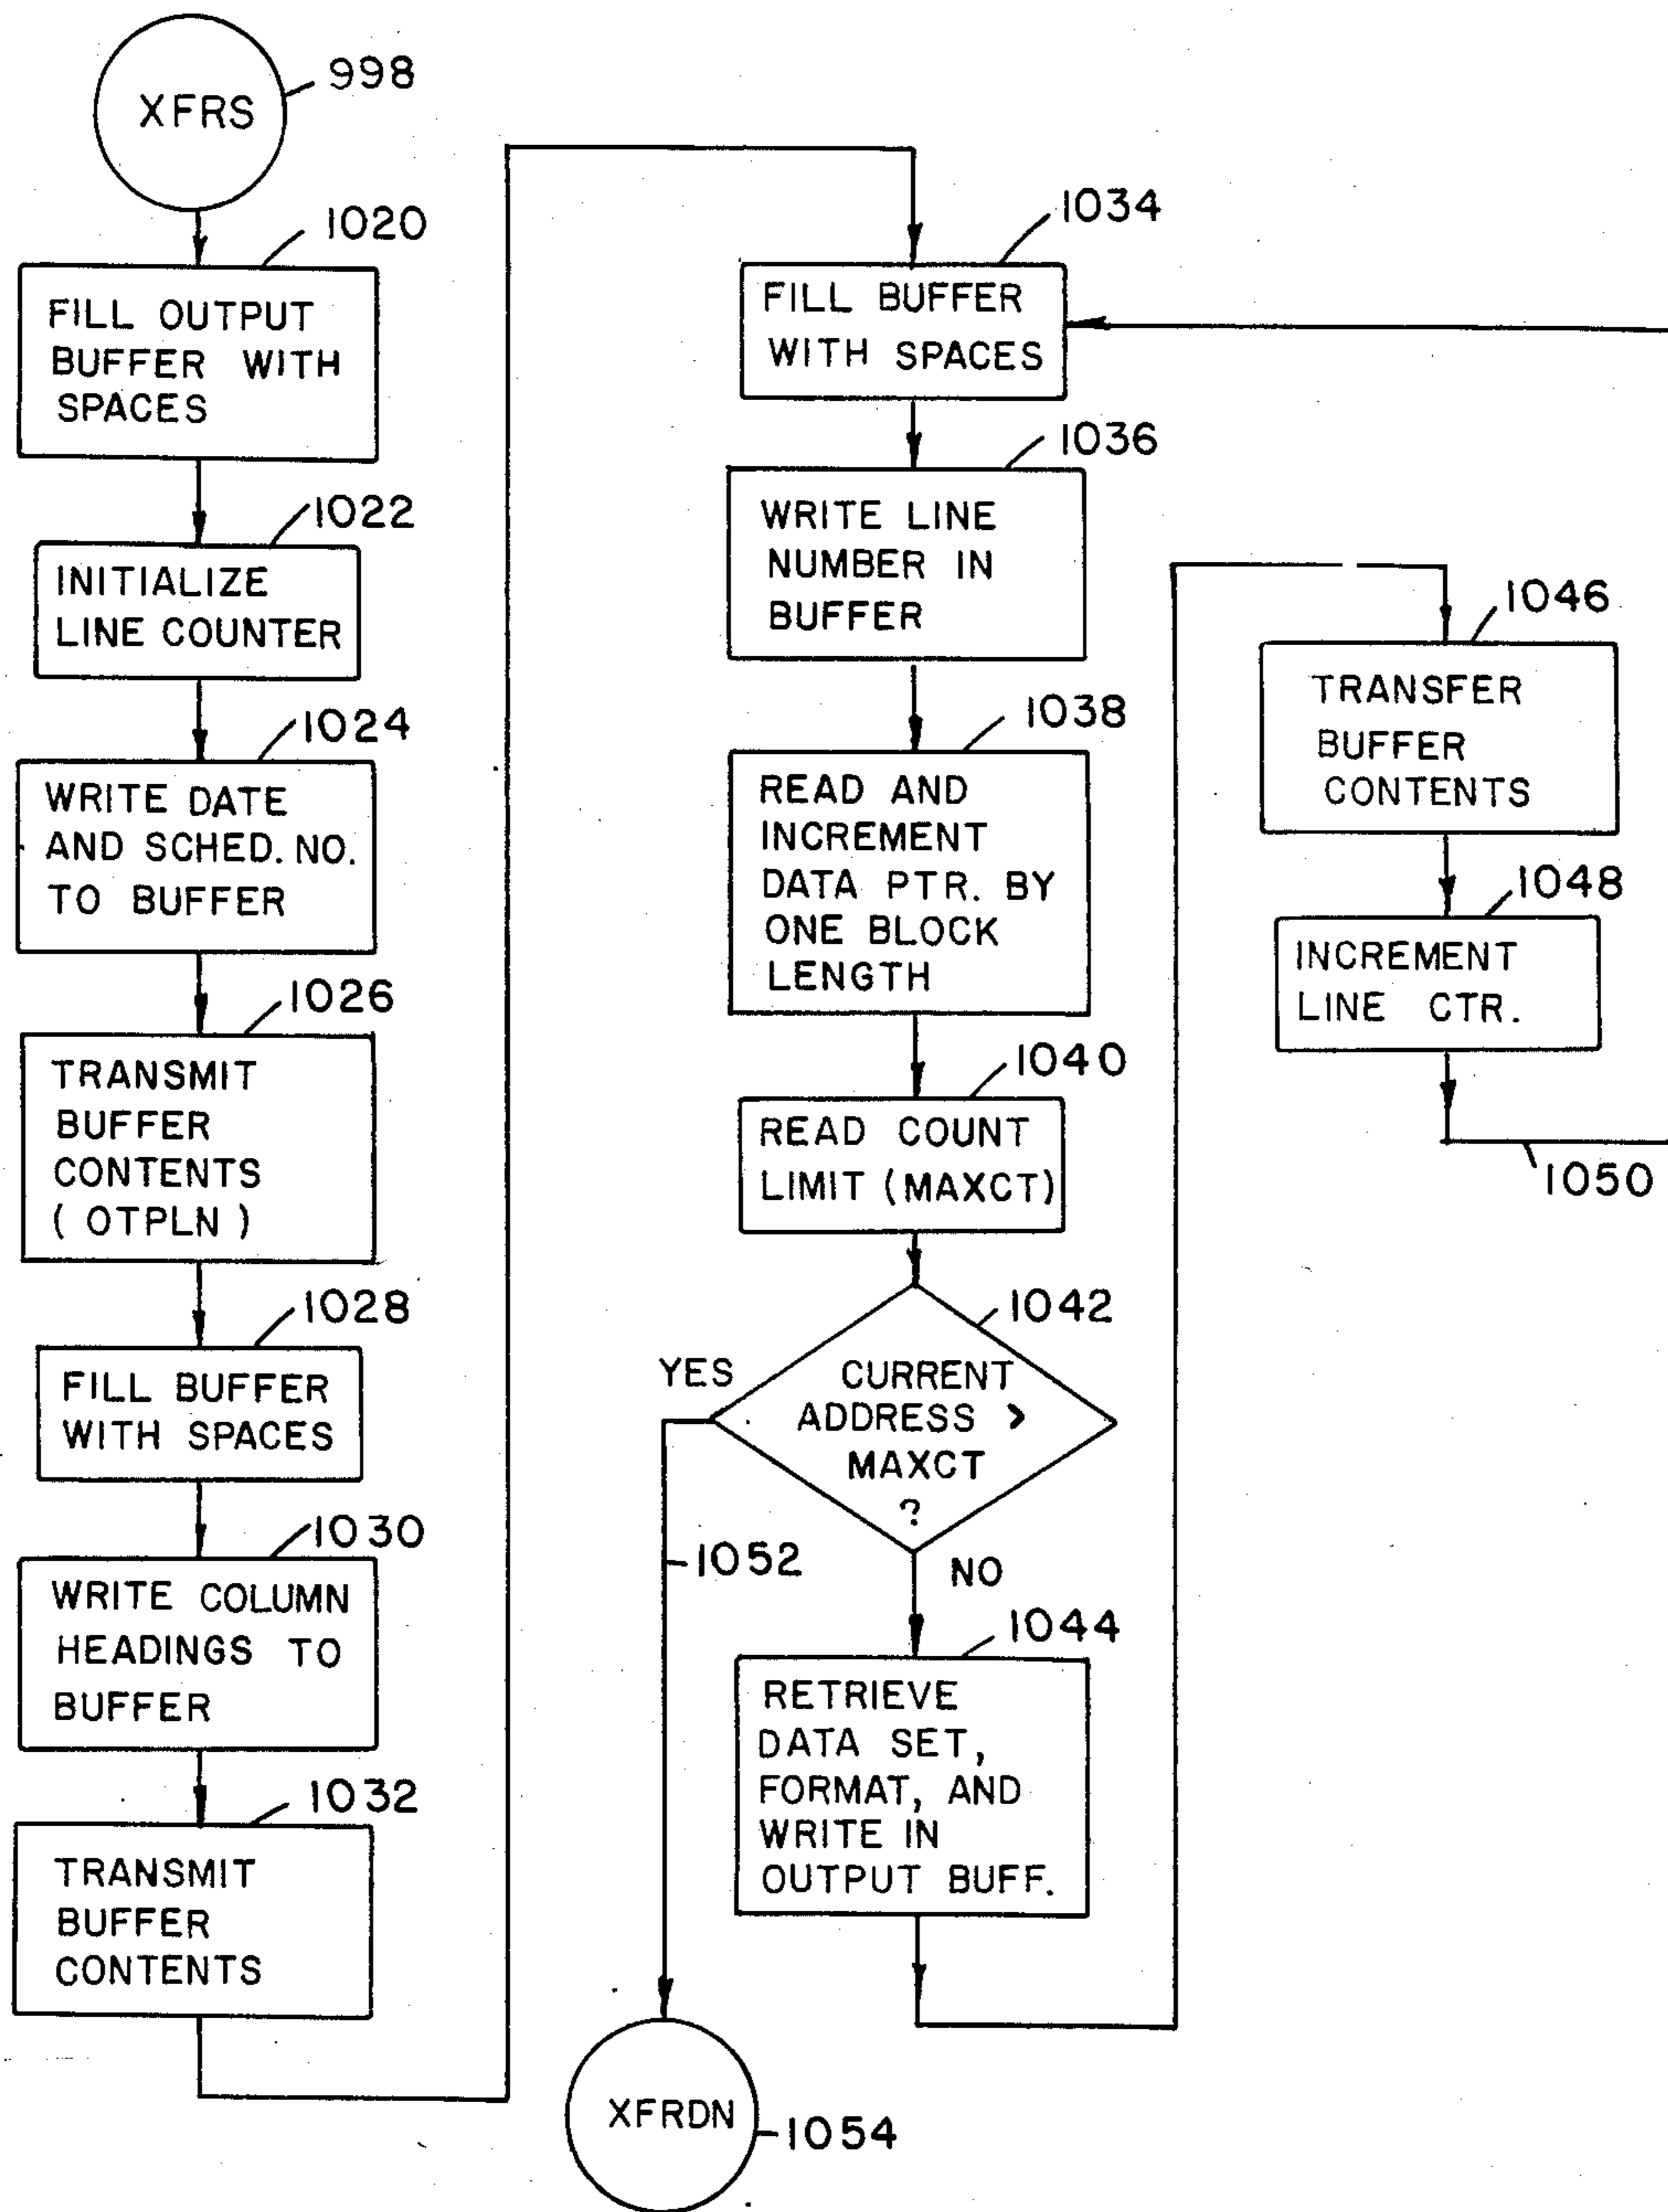 XFRS
998
1020
FILL OUTPUT
BUFFER WITH
SPACES
1022
INITIALIZE
LINE COUNTER
1024
WRITE DATE
AND SCHED. NO.
TO BUFFER
1026
TRANSMIT
BUFFER
CONTENTS
( OTPLN )
1028
FILL BUFFER
WITH SPACES
1030
WRITE COLUMN
HEADINGS TO
BUFFER
1032
TRANSMIT
BUFFER
CONTENTS
1034
FILL BUFFER
WITH SPACES
1036
WRITE LINE
NUMBER IN
BUFFER
1038
READ AND
INCREMENT
DATA PTR. BY
ONE BLOCK
LENGTH
1040
READ COUNT
LIMIT (MAXCT)
1042
CURRENT
ADDRESS >
MAXCT
?
YES
1052
NO
1044
RETRIEVE
DATA SET,
FORMAT, AND
WRITE IN
OUTPUT BUFF.
XFRDN
1054
1046
TRANSFER
BUFFER
CONTENTS
1048
INCREMENT
LINE CTR.
1050